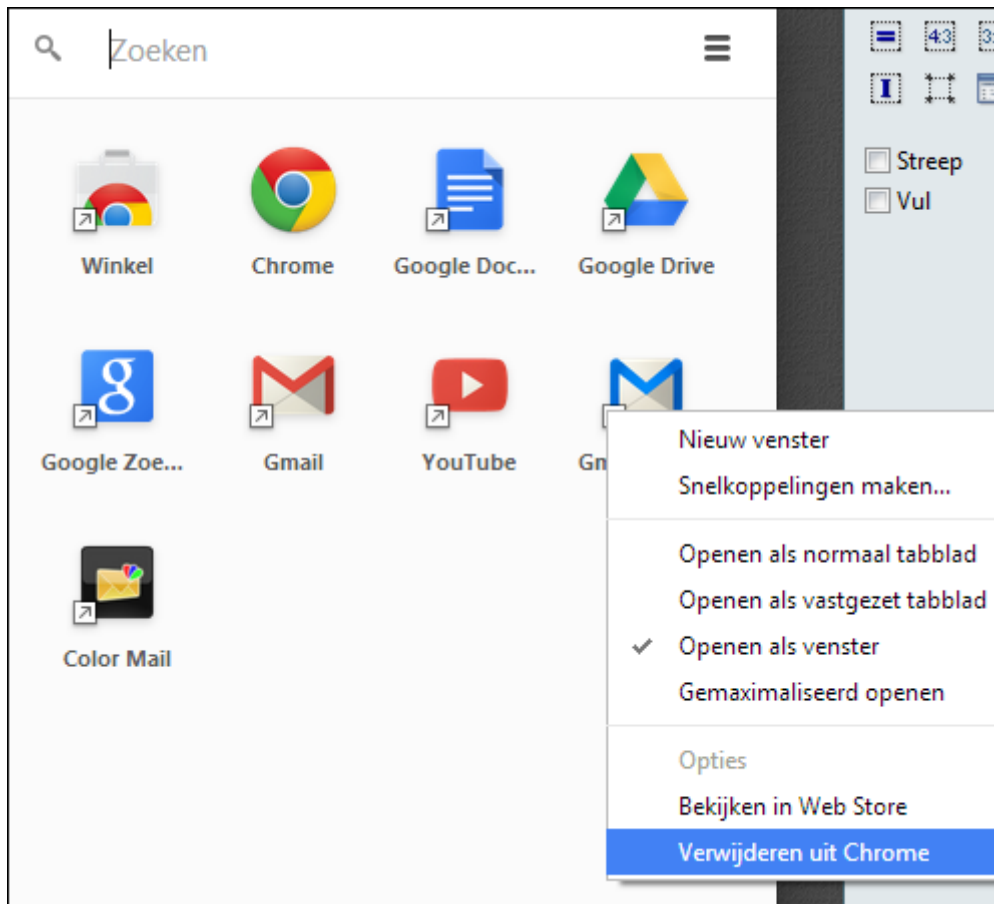 Zoeken
4:3
Streep
Vul
Winkel
Chrome
Google Doc...
Google Drive
Google Zoe...
Gmail
YouTube
Color Mail
Nieuw venster
Snelkoppelingen maken...
Openen als normaal tabblad
Openen als vastgezet tabblad
Openen als venster
Gemaximaliseerd openen
Opties
Bekijken in Web Store
Verwijderen uit Chrome